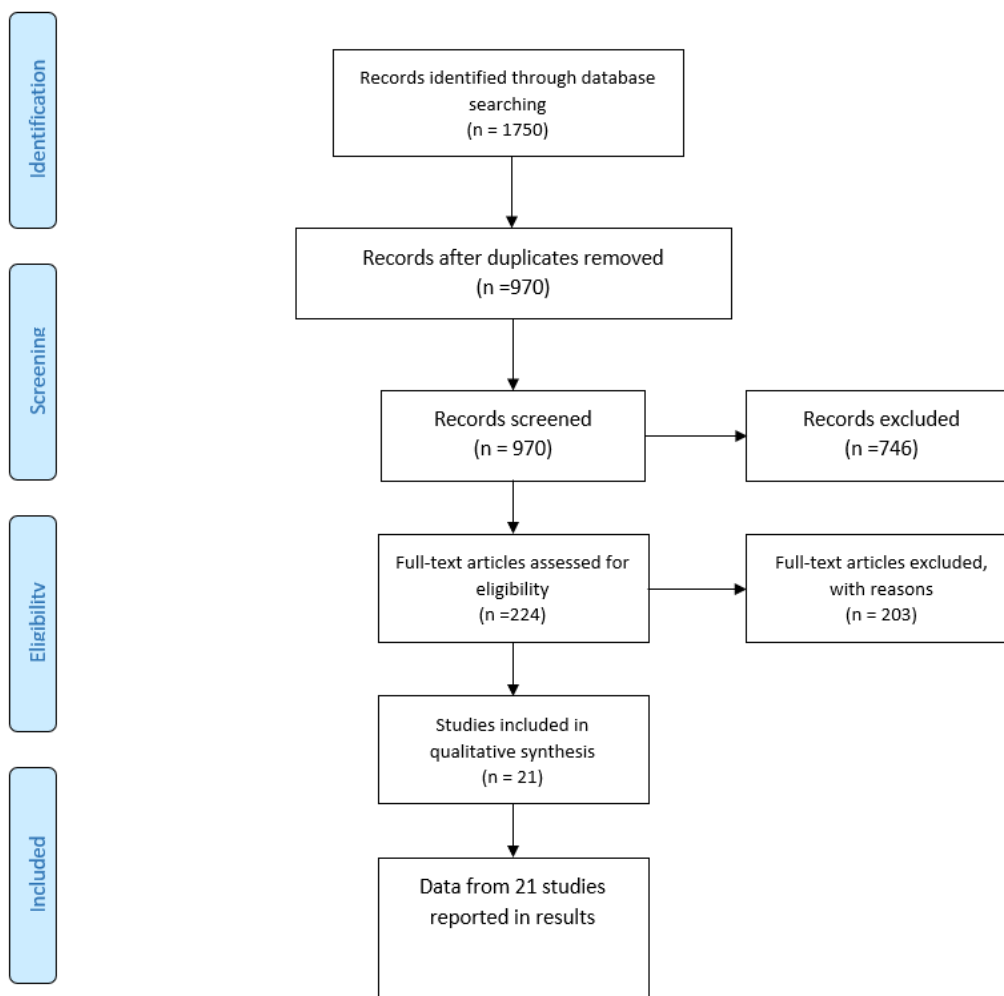 Identification
Records identified through database
searching
(n = 1750)
Records after duplicates removed
(n =970)
Screening
Records screened
(n = 970)
Records excluded
(n =746)
Eligibility
Full-text articles assessed for
eligibility
(n =224)
Full-text articles excluded,
with reasons
(n = 203)
Studies included in
qualitative synthesis
(n = 21)
Included
Data from 21 studies
reported in results